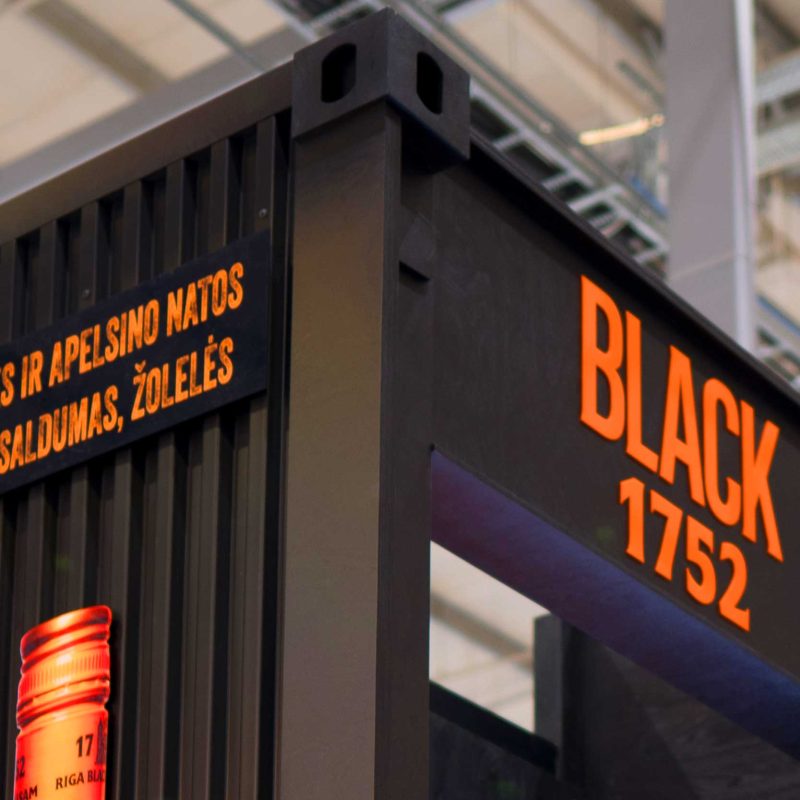 S IR APELSINO NATOS
SALDUMAS, ŽOLELĖS
BLACK
1752
17
RIGA BLA